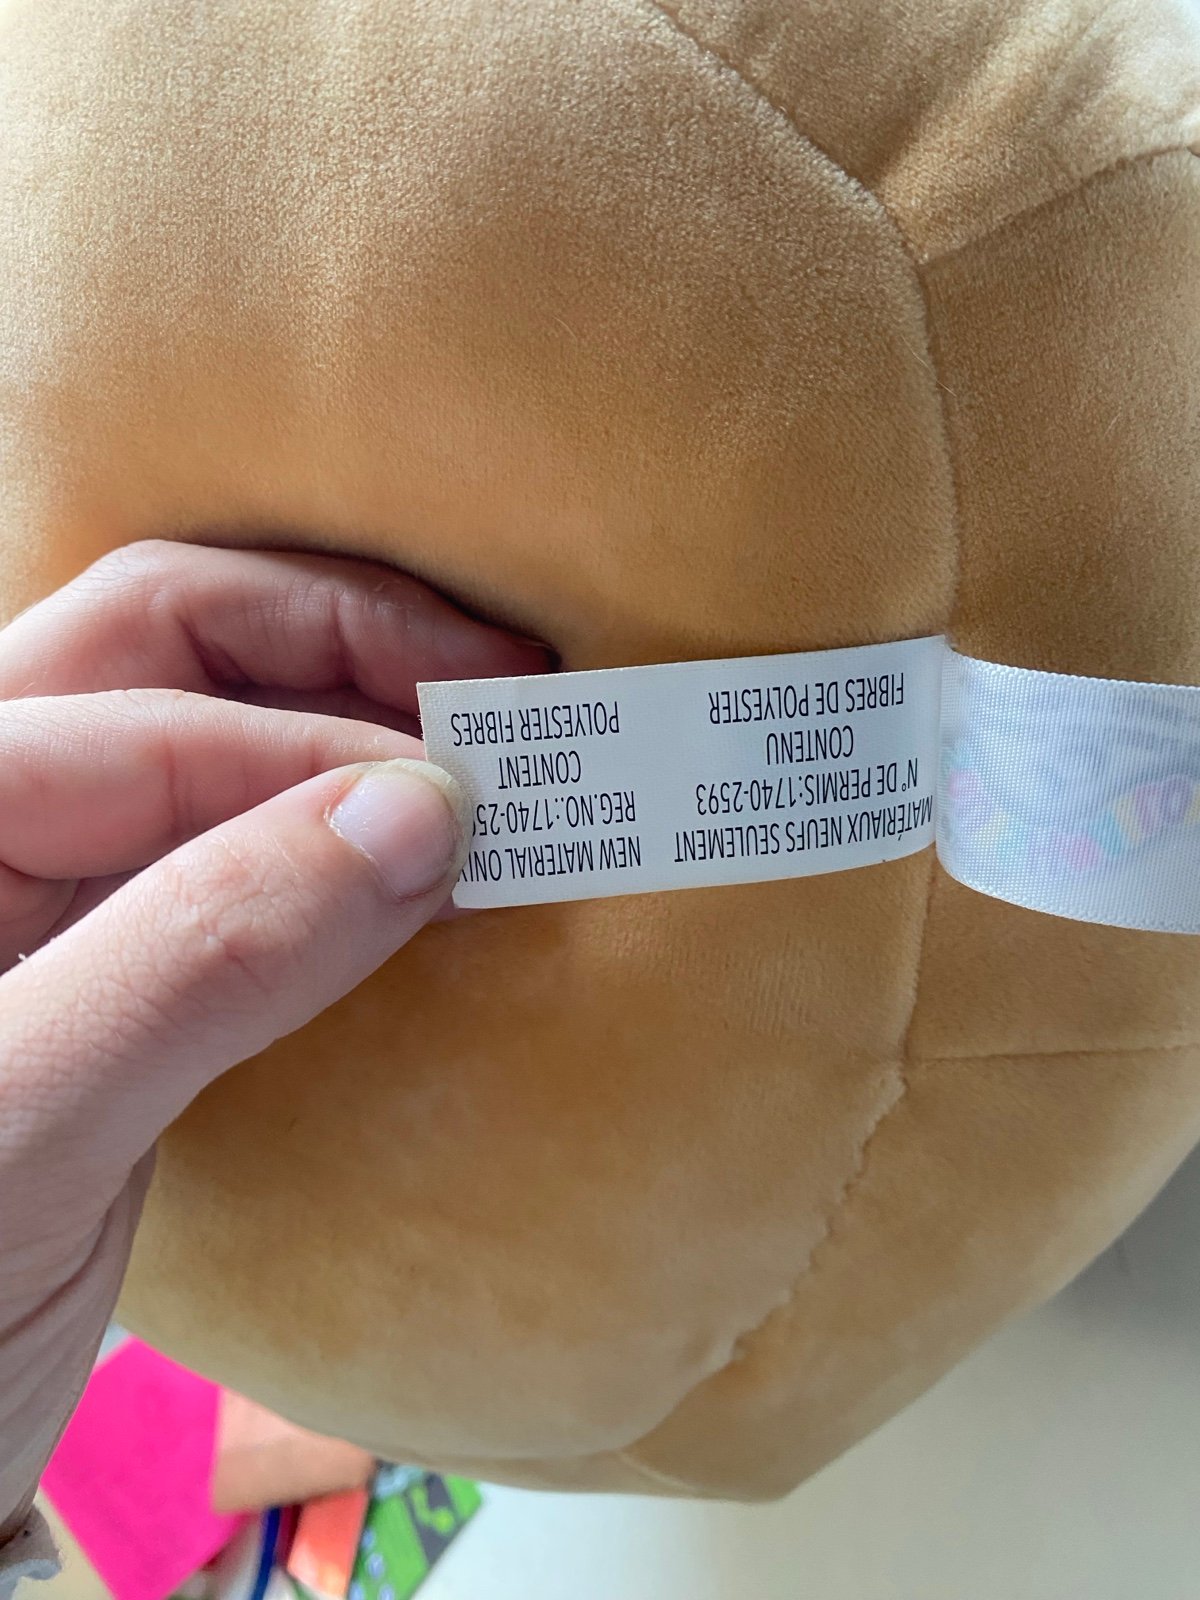 MATÉRIAUX NEUFS SEULEMENT
N° DE PERMIS:1740-2593
CONTENU
FIBRES DE POLYESTER
NEW MATERIAL ONLY
REG.NO.:1740-25
CONTENT
POLYESTER FIBRES